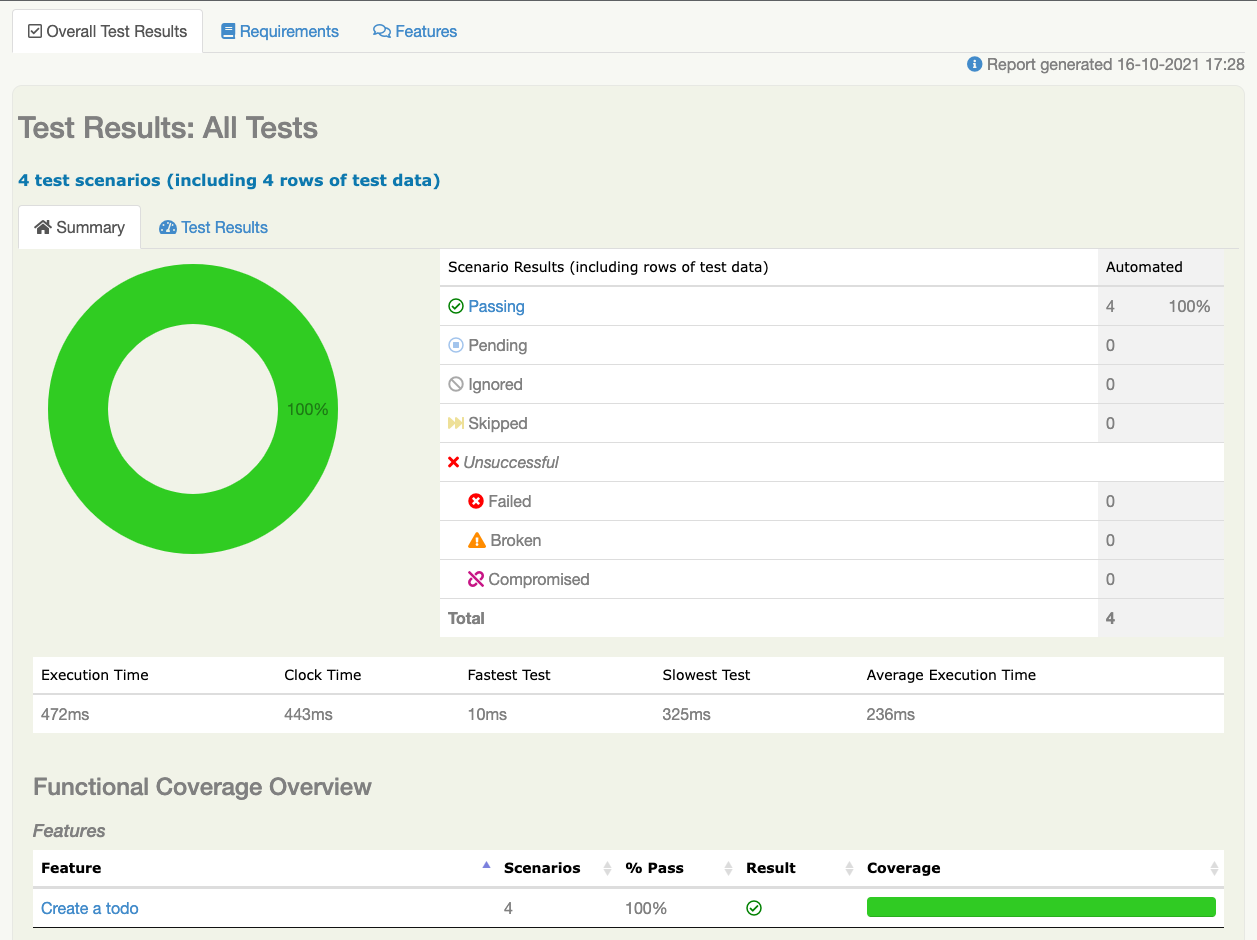 Overall Test Results Requirements Features
Report generated 16-10-2021 17:28
Test Results: All Tests
4 test scenarios (including 4 rows of test data)
Summary Test Results
100%
Scenario Results (including rows of test data) Automated
Passing 4 100%
Pending 0
Ignored 0
Skipped 0
Unsuccessful
Failed 0
Broken 0
Compromised 0
Total 4
Execution Time Clock Time Fastest Test Slowest Test Average Execution Time
472ms 443ms 10ms 325ms 236ms
Functional Coverage Overview
Features
Feature Scenarios % Pass Result Coverage
Create a todo 4 100%